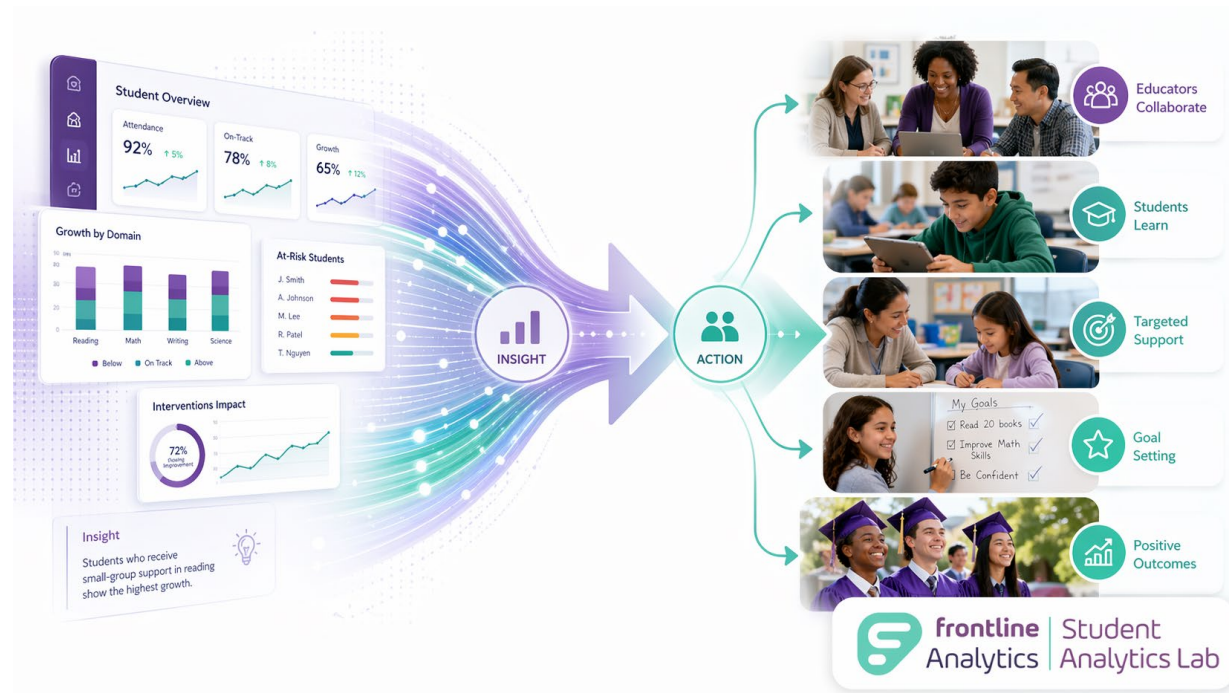 Student Overview
Attendance
92% ↑ 5%
On-Track
78% ↑ 8%
Growth
65% ↑ 12%
Growth by Domain
0
Reading
Math
Writing
Science
Below
On Track
Above
At-Risk Students
J. Smith
A. Johnson
M. Lee
R. Patel
T. Nguyen
Interventions Impact
72%
Insight
Students who receive
small-group support in reading
show the highest growth.
INSIGHT
ACTION
Educators
Collaborate
Students
Learn
Targeted
Support
My Goals
Read 20 books
Improve Math
Skills
Be Confident
Goal
Setting
Positive
Outcomes
frontline
Analytics
Student
Analytics Lab